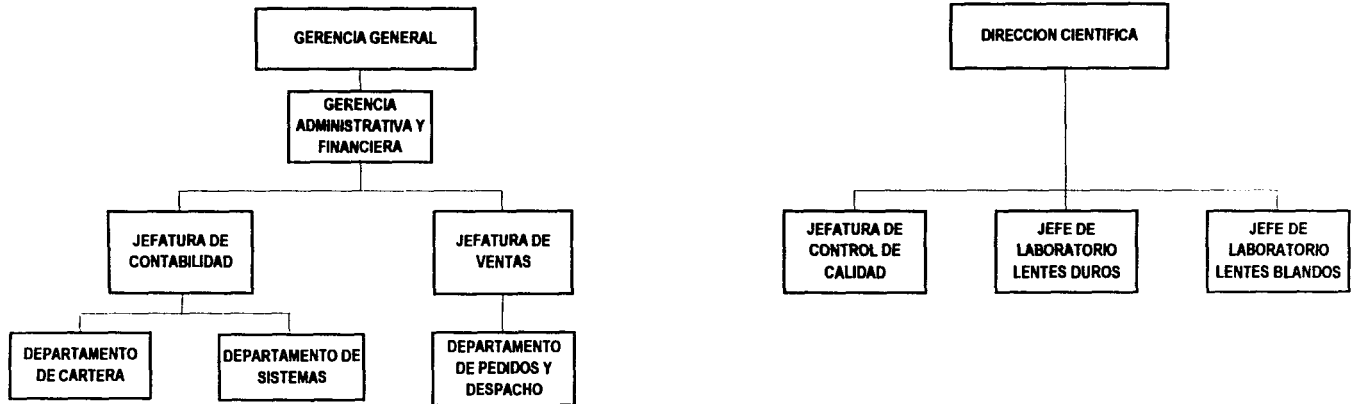 GERENCIA GENERAL
GERENCIA
ADMINISTRATIVA Y
FINANCIERA
JEFATURA DE
CONTABILIDAD
JEFATURA DE
VENTAS
DEPARTAMENTO
DE CARTERA
DEPARTAMENTO DE
SISTEMAS
DEPARTAMENTO
DE PEDIDOS Y
DESPACHO
DIRECCION CIENTIFICA
JEFATURA DE
CONTROL DE
CALIDAD
JEFE DE
LABORATORIO
LENTES DUROS
JEFE DE
LABORATORIO
LENTES BLANDOS